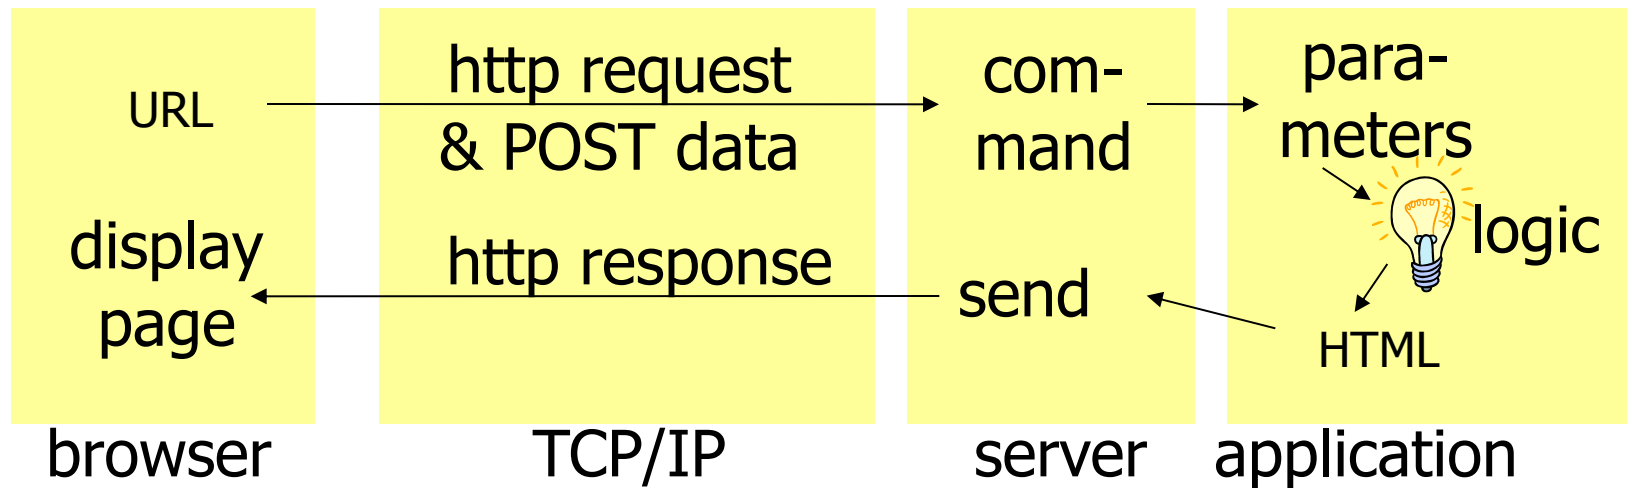 URL
display
page
http request
& POST data
http response
com-
mand
send
para-
meters
logic
HTML
browser
TCP/IP
server
application